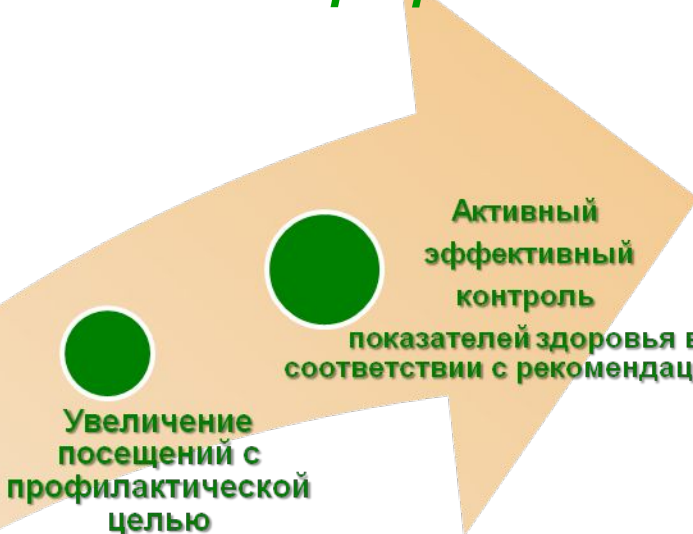 Увеличение
посещений с
профилактической
целью
Активный
эффективный
контроль
показателей здоровья в
соответствии с рекомендац